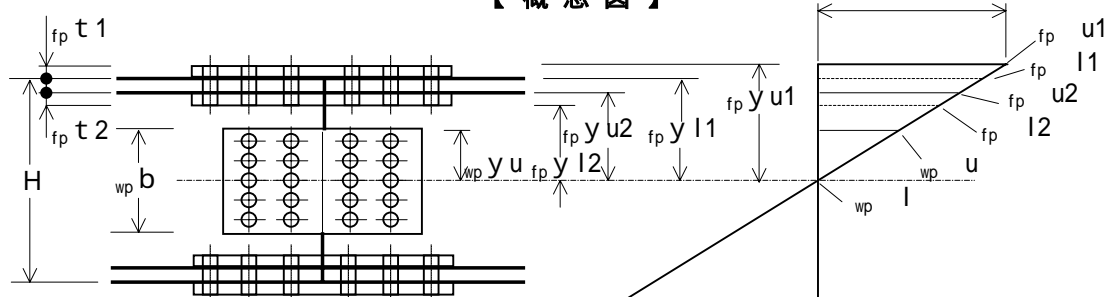 【 概 念 図 】
fp t 1
fp t 2
H
wp b
wp y u
fp y l2
fp y u2
fp y l1
fp y u1
fp u1
fp l1
fp u2
fp l2
wp u
wp l